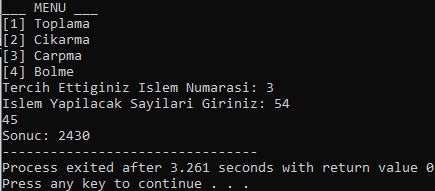 ___ MENU ___
[1] Toplama
[2] Cikarma
[3] Carpma
[4] Bolme
Tercih Ettiginiz Islem Numarasi: 3
Islem Yapilacak Sayilari Giriniz: 54
45
Sonuc: 2430
--------------------------------
Process exited after 3.261 seconds with return value 0
Press any key to continue . . .